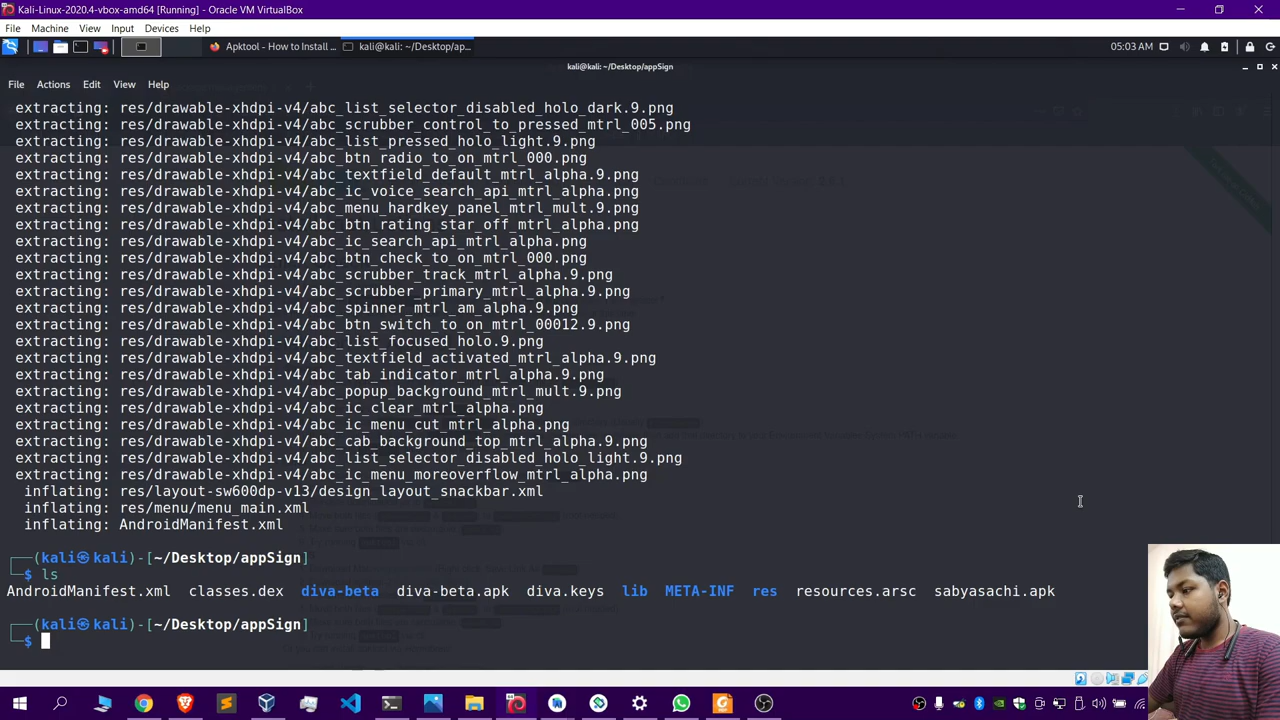 Kali-Linux-2020.4-vbox-amd64 [Running] - Oracle VM VirtualBox
File Machine View Input Devices Help
Apktool - How to Install ... kali@kali: ~/Desktop/ap... 05:03 AM
kali@kali: ~/Desktop/appSign
File Actions Edit View Help
extracting: res/drawable-xhdpi-v4/abc_list_selector_disabled_holo_dark.9.png
extracting: res/drawable-xhdpi-v4/abc_scrubber_control_to_pressed_mtrl_005.png
extracting: res/drawable-xhdpi-v4/abc_list_pressed_holo_light.9.png
extracting: res/drawable-xhdpi-v4/abc_btn_radio_to_on_mtrl_000.png
extracting: res/drawable-xhdpi-v4/abc_textfield_default_mtrl_alpha.9.png
extracting: res/drawable-xhdpi-v4/abc_ic_voice_search_api_mtrl_alpha.png
extracting: res/drawable-xhdpi-v4/abc_menu_hardkey_panel_mtrl_mult.9.png
extracting: res/drawable-xhdpi-v4/abc_btn_rating_star_off_mtrl_alpha.png
extracting: res/drawable-xhdpi-v4/abc_ic_search_api_mtrl_alpha.png
extracting: res/drawable-xhdpi-v4/abc_btn_check_to_on_mtrl_000.png
extracting: res/drawable-xhdpi-v4/abc_scrubber_track_mtrl_alpha.9.png
extracting: res/drawable-xhdpi-v4/abc_scrubber_primary_mtrl_alpha.9.png
extracting: res/drawable-xhdpi-v4/abc_spinner_mtrl_am_alpha.9.png
extracting: res/drawable-xhdpi-v4/abc_btn_switch_to_on_mtrl_00012.9.png
extracting: res/drawable-xhdpi-v4/abc_list_focused_holo.9.png
extracting: res/drawable-xhdpi-v4/abc_textfield_activated_mtrl_alpha.9.png
extracting: res/drawable-xhdpi-v4/abc_tab_indicator_mtrl_alpha.9.png
extracting: res/drawable-xhdpi-v4/abc_popup_background_mtrl_mult.9.png
extracting: res/drawable-xhdpi-v4/abc_ic_clear_mtrl_alpha.png
extracting: res/drawable-xhdpi-v4/abc_ic_menu_cut_mtrl_alpha.png
extracting: res/drawable-xhdpi-v4/abc_cab_background_top_mtrl_alpha.9.png
extracting: res/drawable-xhdpi-v4/abc_list_selector_disabled_holo_light.9.png
extracting: res/drawable-xhdpi-v4/abc_ic_menu_moreoverflow_mtrl_alpha.png
inflating: res/layout-sw600dp-v13/design_layout_snackbar.xml
inflating: res/menu/menu_main.xml
inflating: AndroidManifest.xml
┌──(kali㉿kali)-[~/Desktop/appSign]
└─$ ls
AndroidManifest.xml classes.dex diva-beta diva-beta.apk diva.keys lib META-INF res resources.arsc sabyasachi.apk
┌──(kali㉿kali)-[~/Desktop/appSign]
└─$